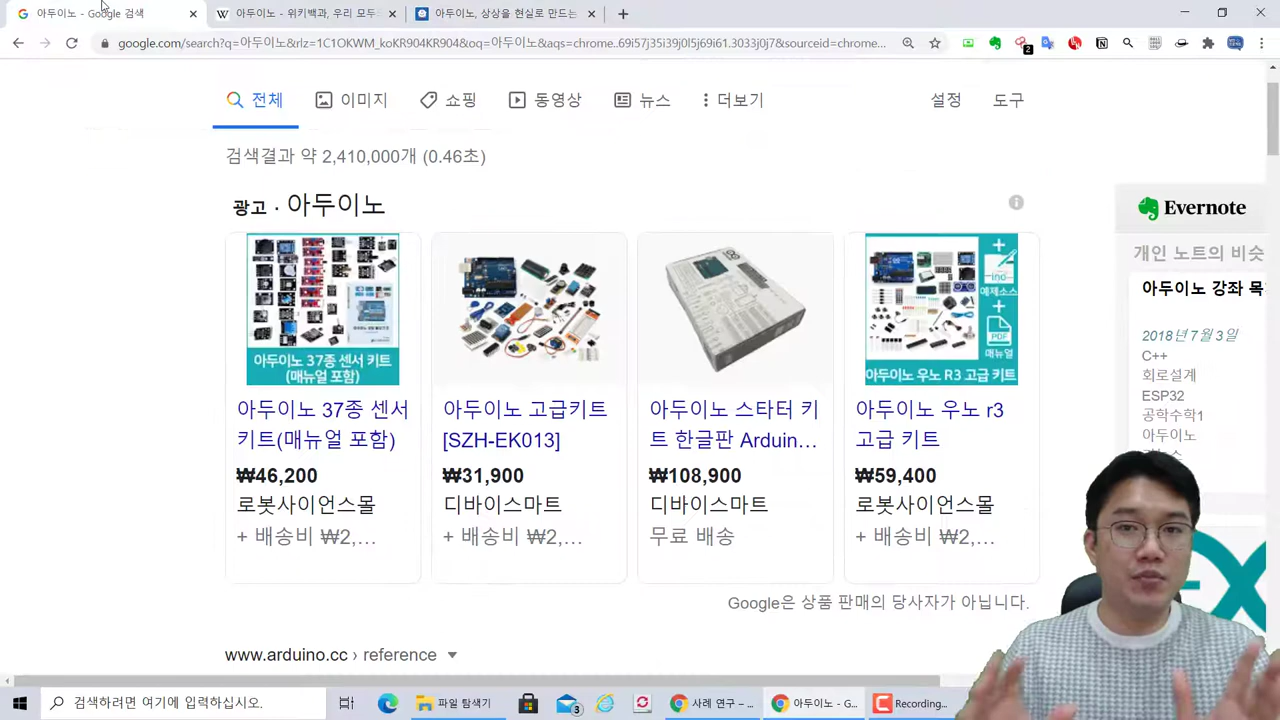 아두이노 - Google 검색
아두이노 - 위키백과, 우리 모두
아두이노, 상상을 현실로 만드는
google.com/search?q=아두이노&rlz=1C1OKWM_koKR904KR904&oq=아두이노&aqs=chrome..69i57j35i39j0l5j69i61.3033j0j7&sourceid=chrome...
2
전체
이미지
쇼핑
동영상
뉴스
더보기
설정
도구
검색결과 약 2,410,000개 (0.46초)
광고 · 아두이노
Evernote
개인 노트의 비슷
아두이노 강좌 목
2018년 7월 3일
C++
회로설계
ESP32
공학수학1
아두이노
아두이노 37종 센서 키트
(매뉴얼 포함)
ino
예제소스
PDF
매뉴얼
아두이노 우노 R3 고급 키트
아두이노 37종 센서
키트(매뉴얼 포함)
₩46,200
로봇사이언스몰
+ 배송비 ₩2,...
아두이노 고급키트
[SZH-EK013]
₩31,900
디바이스마트
+ 배송비 ₩2,...
아두이노 스타터 키
트 한글판 Arduin...
₩108,900
디바이스마트
무료 배송
아두이노 우노 r3
고급 키트
₩59,400
로봇사이언스몰
+ 배송비 ₩2,...
Google은 상품 판매의 당사자가 아닙니다.
www.arduino.cc › reference
검색하려면 여기에 입력하십시오.
파일 탐색기
3
사례 연구 – ...
아두이노 - G...
Recording...